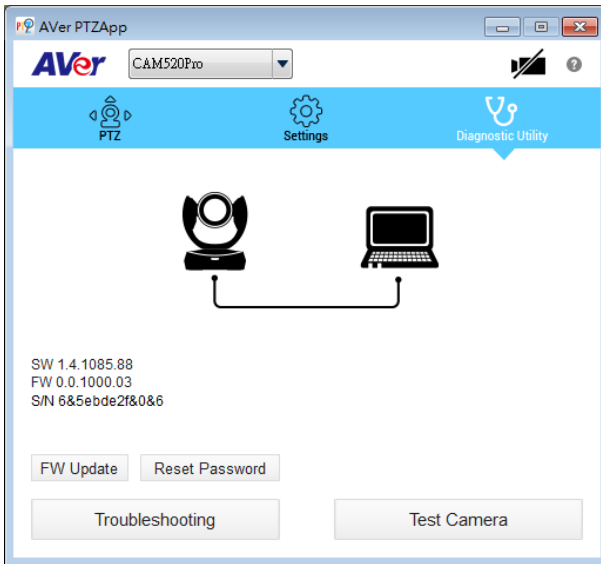 AVer PTZApp
AVer CAM520Pro
PTZ Settings Diagnostic Utility
SW 1.4.1085.88
FW 0.0.1000.03
S/N 6&5ebde2f&0&6
FW Update Reset Password
Troubleshooting Test Camera